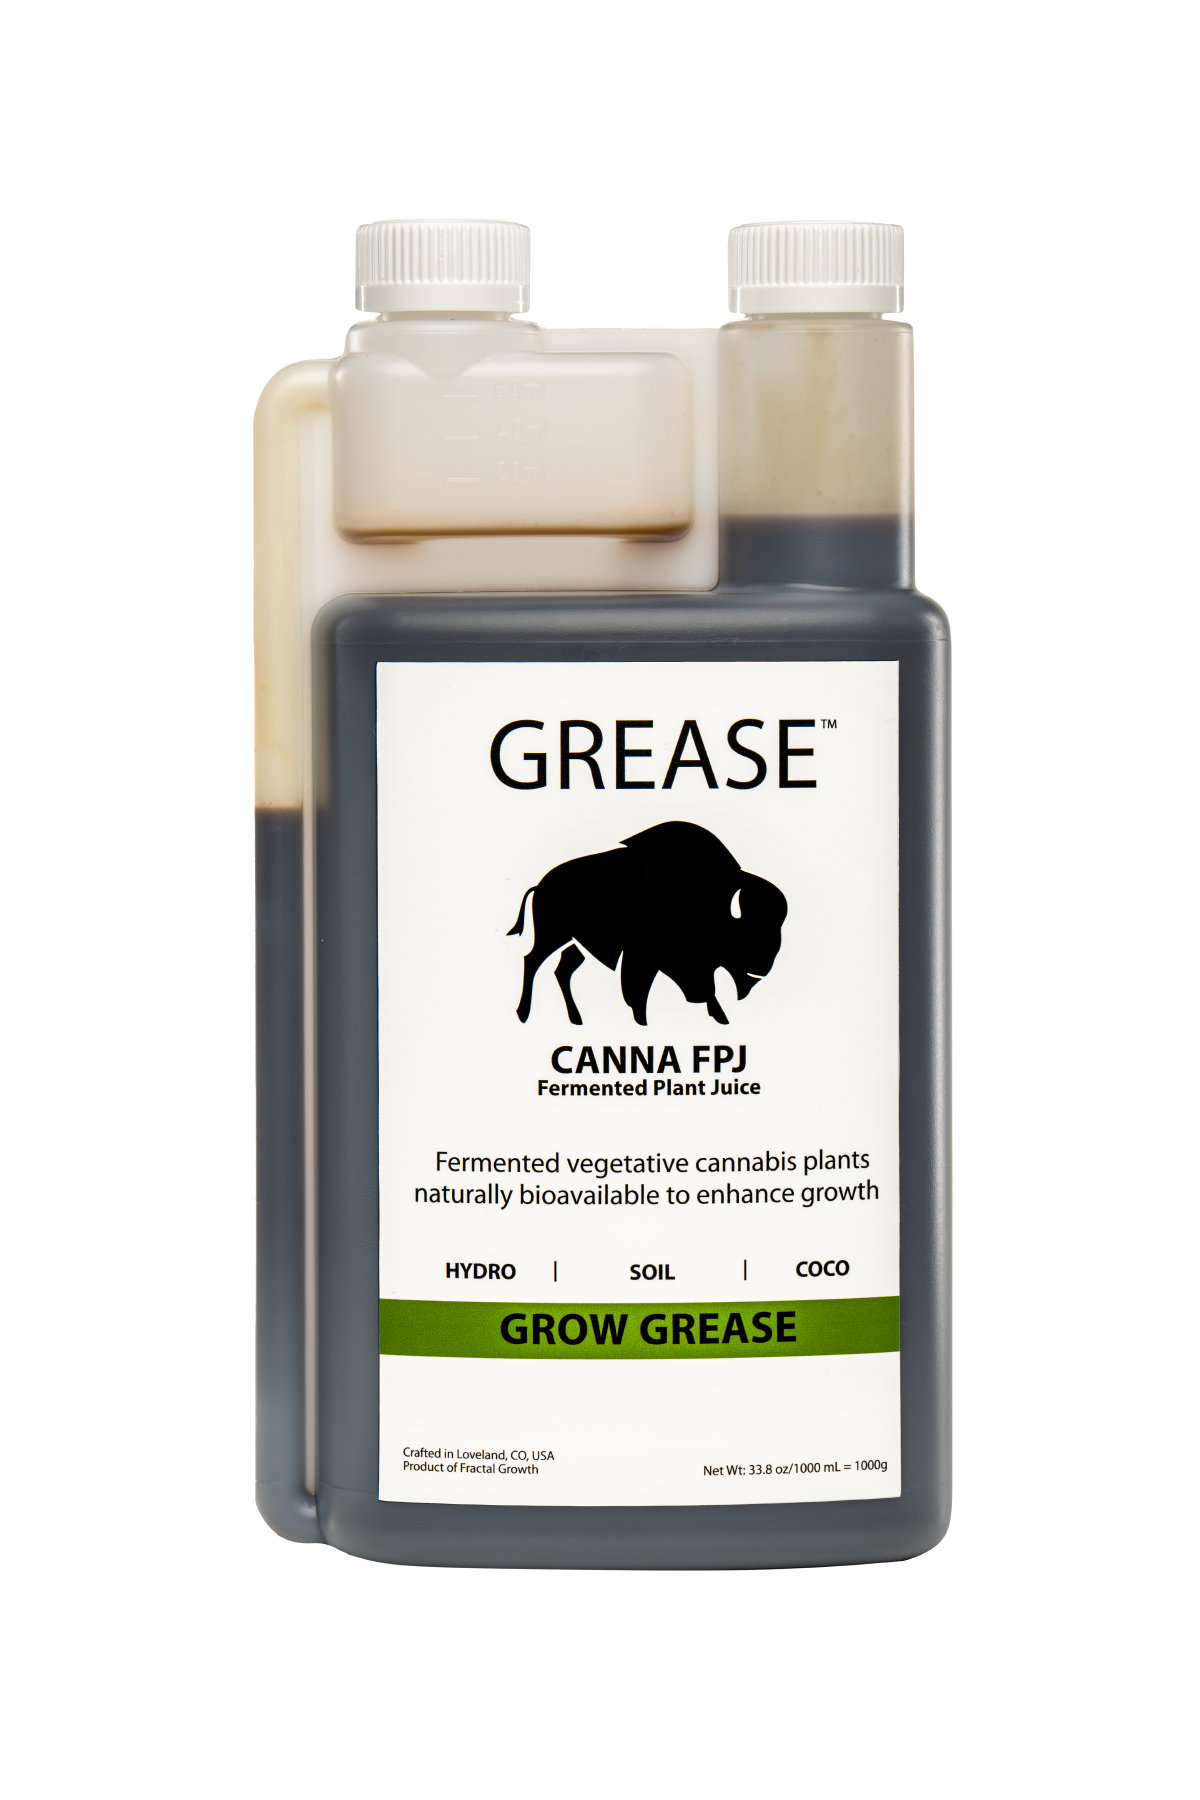 GREASE™
CANNA FPJ
Fermented Plant Juice
Fermented vegetative cannabis plants
naturally bioavailable to enhance growth
HYDRO | SOIL | COCO
GROW GREASE
Crafted in Loveland, CO, USA
Product of Fractal Growth
Net Wt: 33.8 oz/1000 mL = 1000g